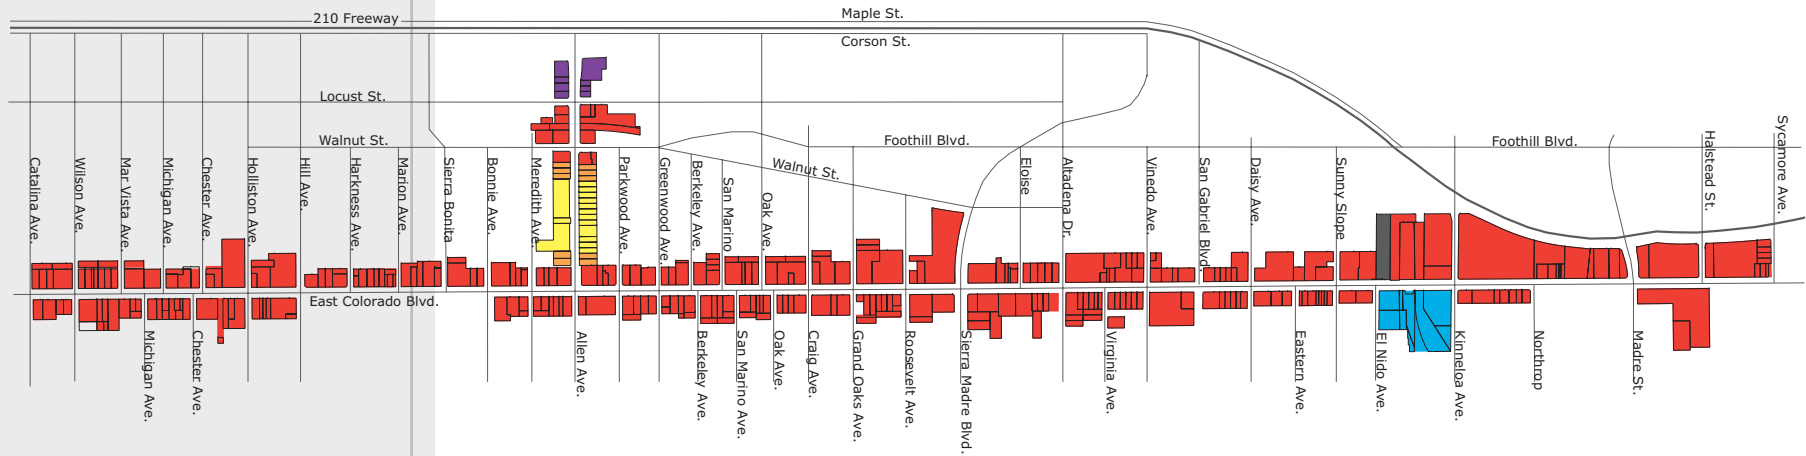 210 Freeway
Maple St.
Corson St.
Locust St.
Walnut St.
Foothill Blvd.
Foothill Blvd.
Walnut St.
Catalina Ave.
Wilson Ave.
Mar Vista Ave.
Michigan Ave.
Chester Ave.
Holliston Ave.
Hill Ave.
Harkness Ave.
Marion Ave.
Sierra Bonita
Bonnie Ave.
Meredith Ave.
Parkwood Ave.
Greenwood Ave.
Berkeley Ave.
San Marino
Oak Ave.
Eloise
Altadena Dr.
Vinedo Ave.
San Gabriel Blvd.
Daisy Ave.
Sunny Slope
Halstead St.
Sycamore Ave.
East Colorado Blvd.
Michigan Ave.
Chester Ave.
Allen Ave.
Berkeley Ave.
San Marino Ave.
Oak Ave.
Craig Ave.
Grand Oaks Ave.
Roosevelt Ave.
Sierra Madre Blvd.
Virginia Ave.
Eastern Ave.
El Nido Ave.
Kinneloa Ave.
Northrop
Madre St.